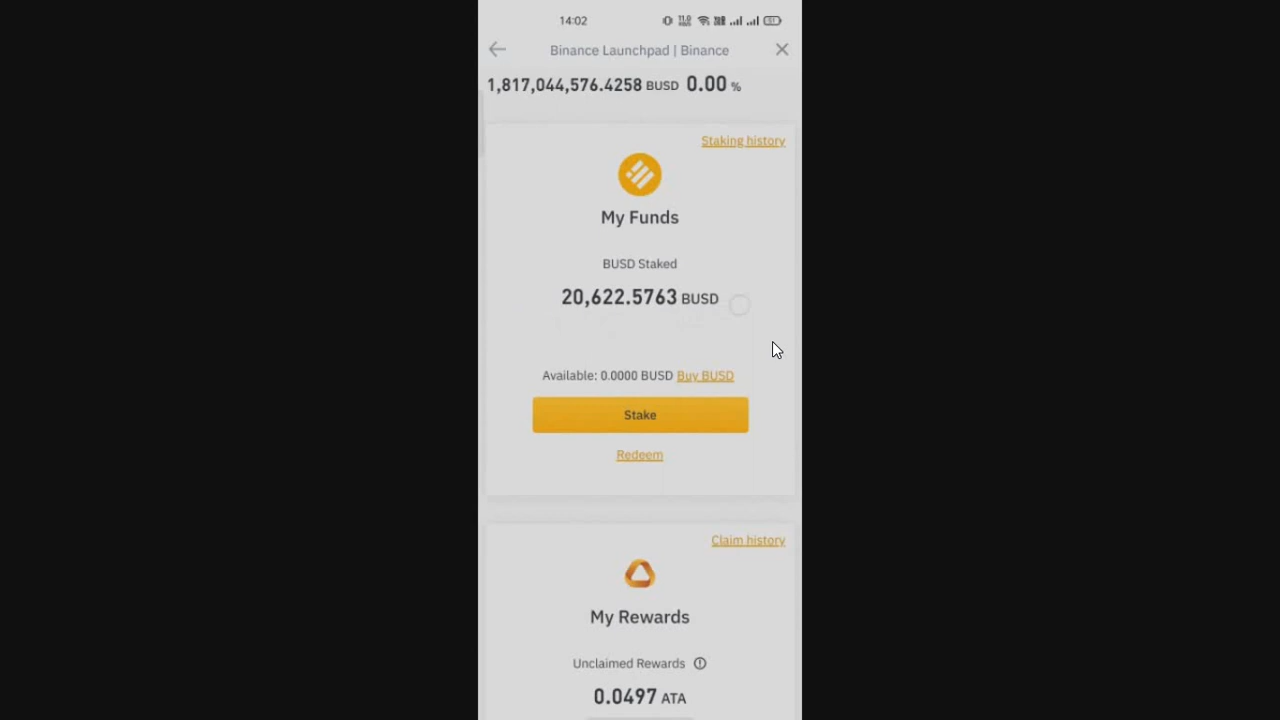 14:02
Binance Launchpad | Binance
1,817,044,576.4258 BUSD 0.00 %
Staking history
My Funds
BUSD Staked
20,622.5763 BUSD
Available: 0.0000 BUSD Buy BUSD
Stake
Redeem
Claim history
My Rewards
Unclaimed Rewards
0.0497 ATA